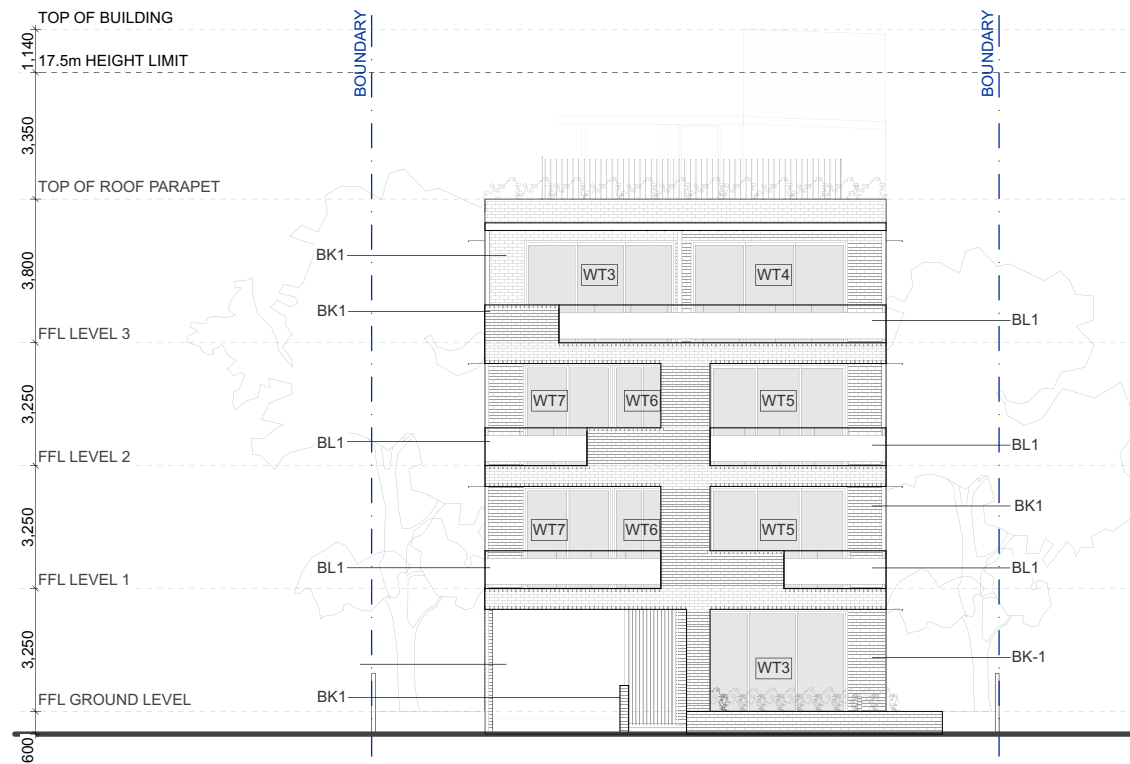 TOP OF BUILDING
BOUNDARY
BOUNDARY
1,140
17.5m HEIGHT LIMIT
3,350
TOP OF ROOF PARAPET
BK1
WT3
WT4
3,800
BK1
BL1
FFL LEVEL 3
3,250
WT7
WT6
WT5
BL1
BL1
FFL LEVEL 2
BK1
3,250
WT7
WT6
WT5
BL1
BL1
FFL LEVEL 1
3,250
BK-1
WT3
FFL GROUND LEVEL
BK1
600